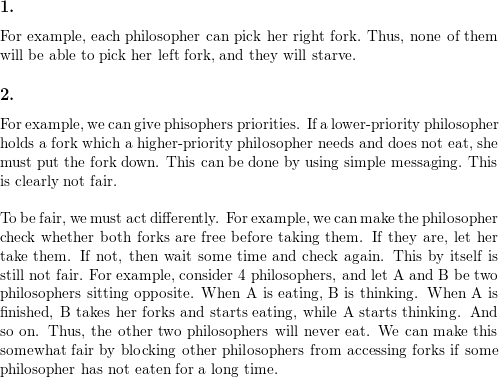 1.
For example, each philosopher can pick her right fork. Thus, none of them
will be able to pick her left fork, and they will starve.
2.
For example, we can give phisophers priorities. If a lower-priority philosopher
holds a fork which a higher-priority philosopher needs and does not eat, she
must put the fork down. This can be done by using simple messaging. This
is clearly not fair.
To be fair, we must act differently. For example, we can make the philosopher
check whether both forks are free before taking them. If they are, let her
take them. If not, then wait some time and check again. This by itself is
still not fair. For example, consider 4 philosophers, and let A and B be two
philosophers sitting opposite. When A is eating, B is thinking. When A is
finished, B takes her forks and starts eating, while A starts thinking. And
so on. Thus, the other two philosophers will never eat. We can make this
somewhat fair by blocking other philosophers from accessing forks if some
philosopher has not eaten for a long time.